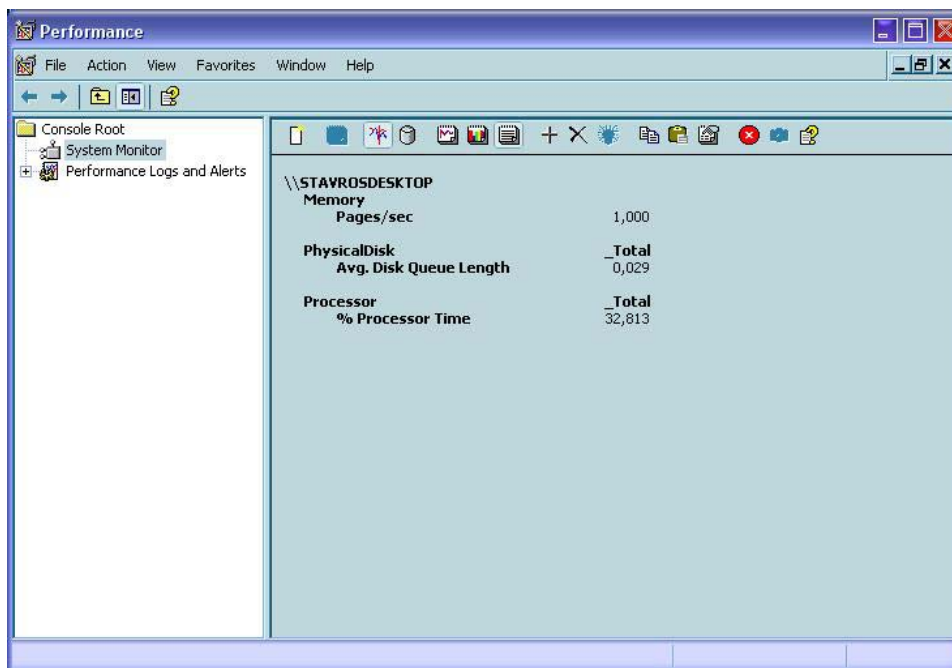 Performance
File Action View Favorites Window Help
Console Root
System Monitor
Performance Logs and Alerts
\\STAVROSDESKTOP
Memory
Pages/sec 1,000
PhysicalDisk _Total
Avg. Disk Queue Length 0,029
Processor _Total
% Processor Time 32,813